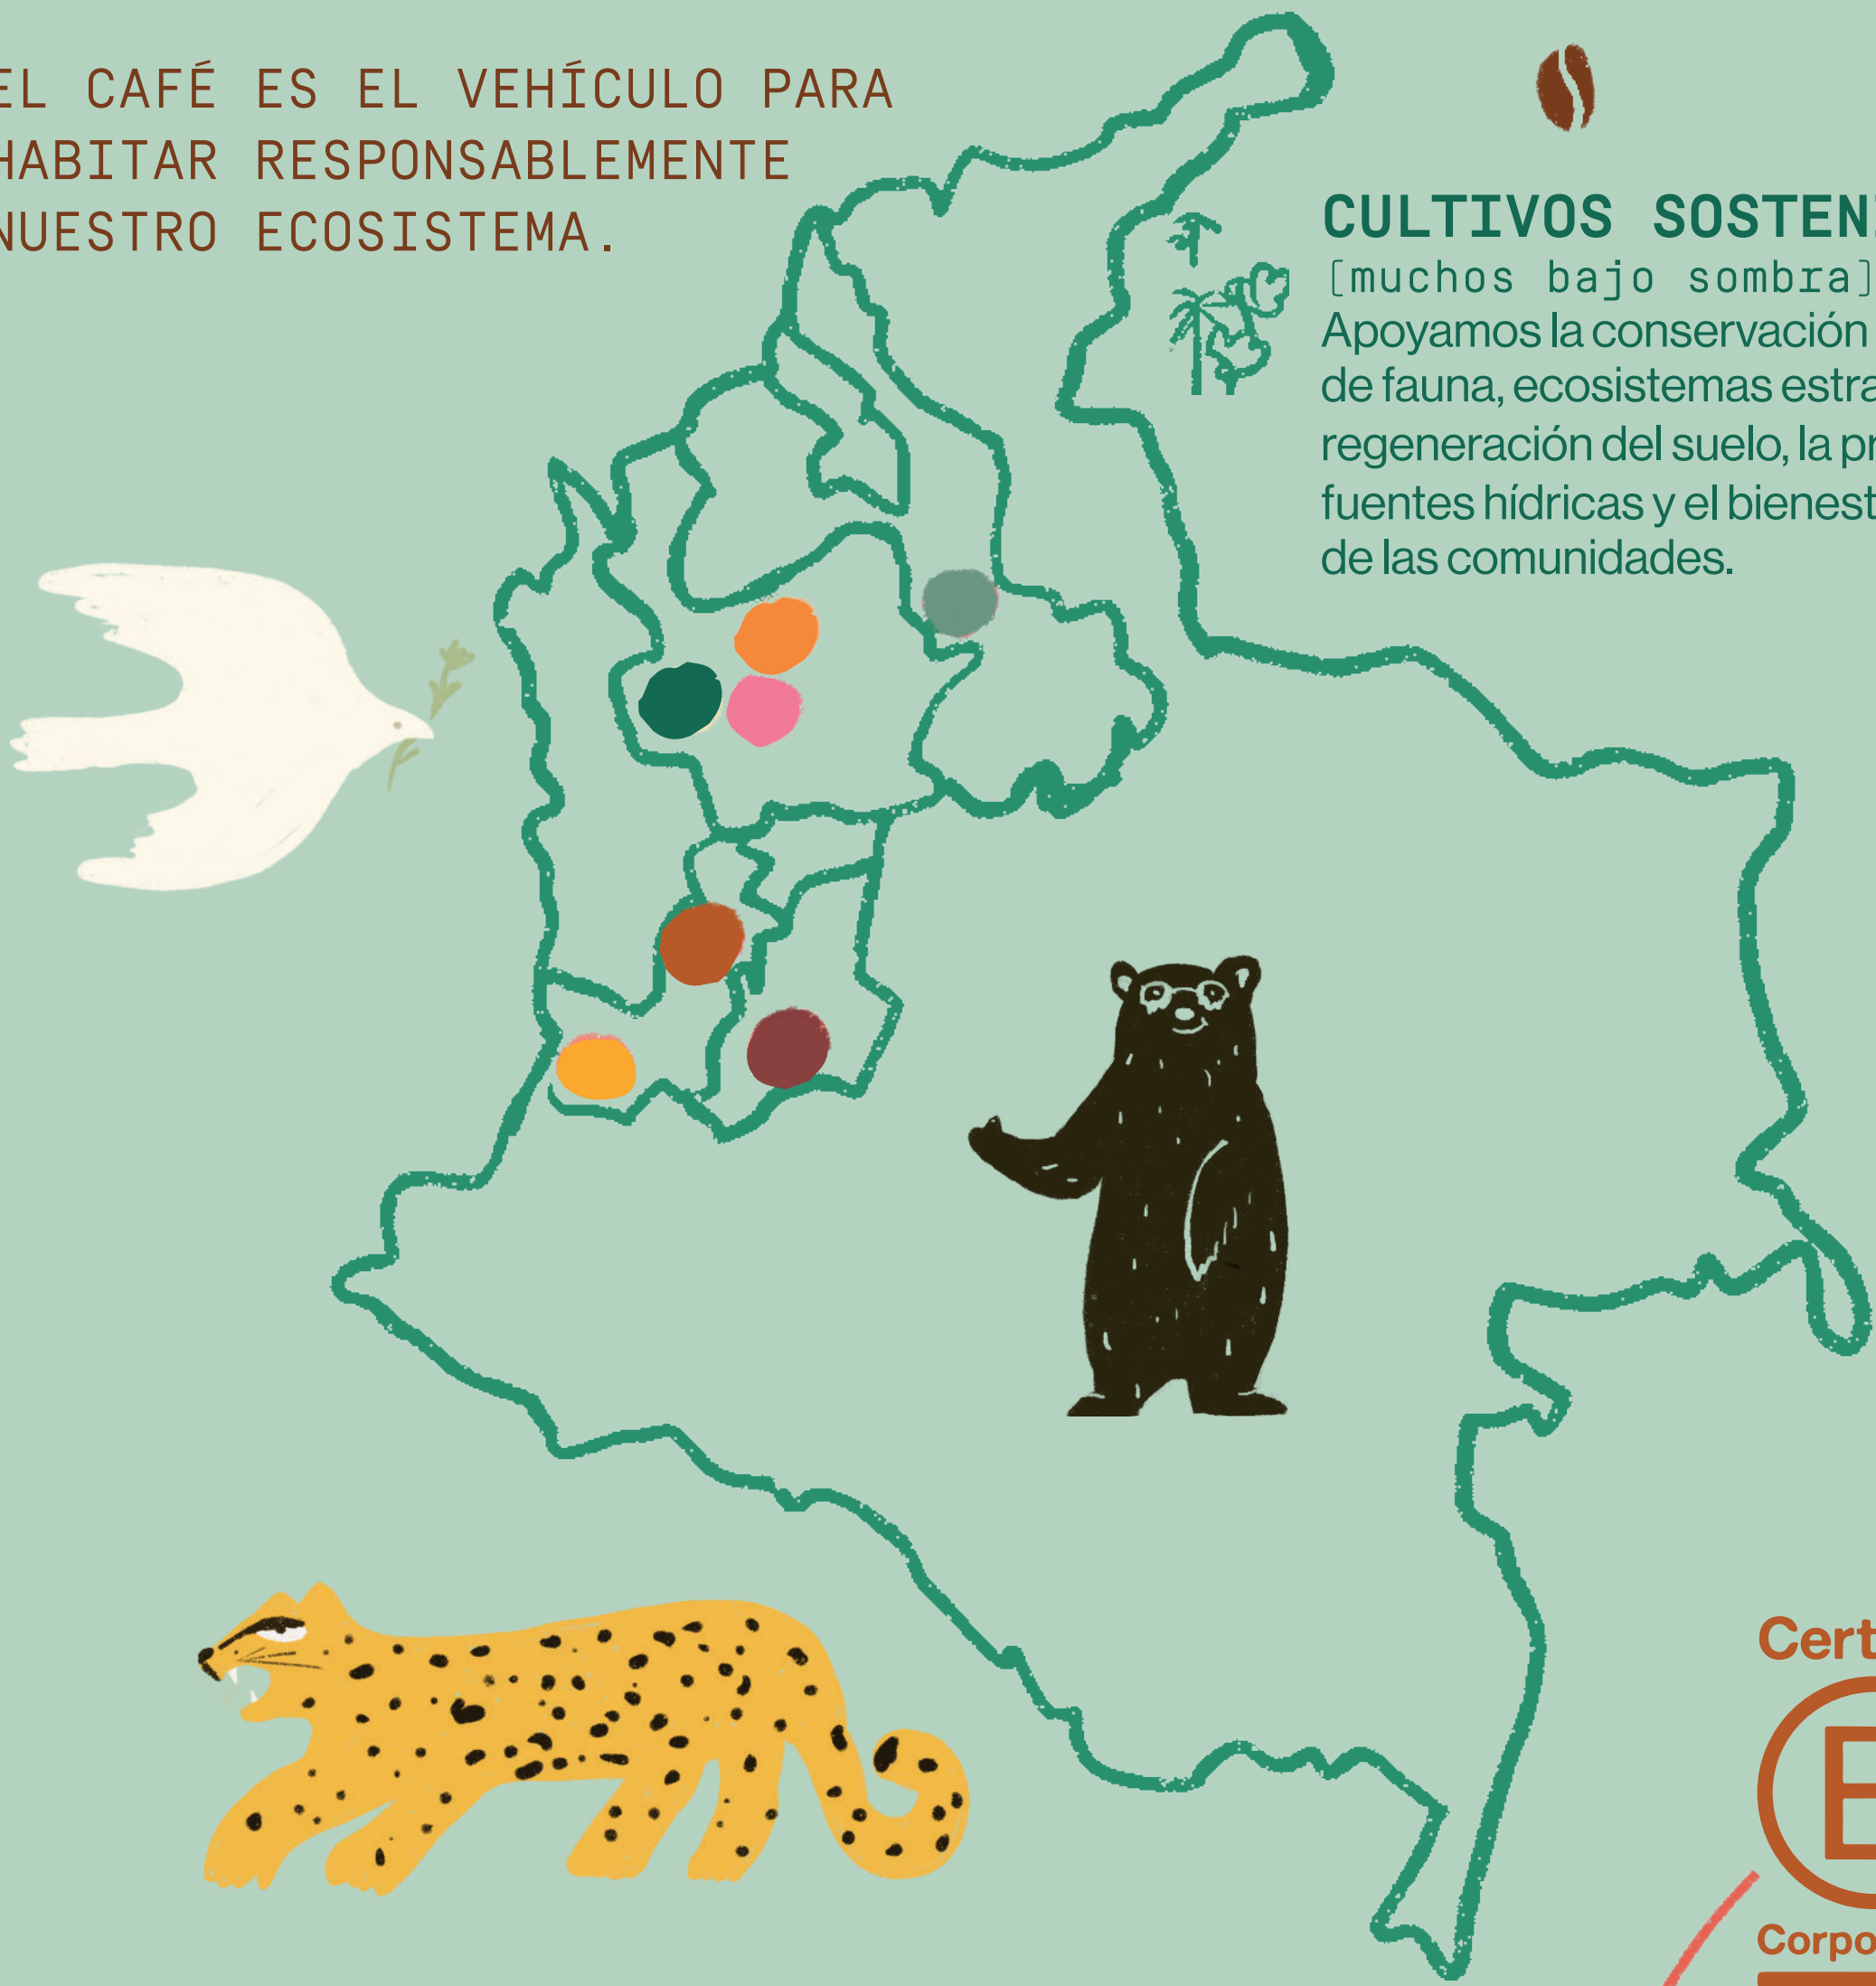 EL CAFÉ ES EL VEHÍCULO PARA
HABITAR RESPONSABLEMENTE
NUESTRO ECOSISTEMA.
CULTIVOS
[muchos bajo sombra]
Apoyamos la conservación
de fauna, ecosistemas
regeneración del suelo, la
fuentes hídricas y el
de las comunidades.